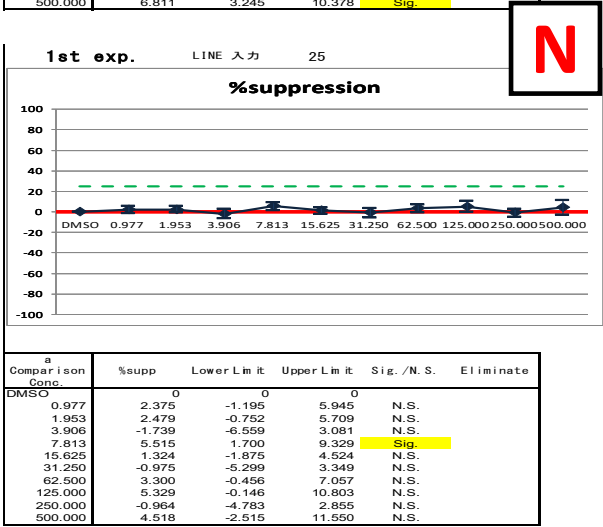 500.000 6.811 3.245 10.378 Sig.
N
1st exp. LINE 入力 25
%suppression
100
80
60
40
20
0
-20
-40
-60
-80
-100
DMSO 0.977 1.953 3.906 7.813 15.625 31.250 62.500 125.000 250.000 500.000
a
Comparison
Conc. %supp Lower Limit Upper Limit Sig./N.S. Eliminate
DMSO 0 0 0
0.977 2.375 -1.195 5.945 N.S.
1.953 2.479 -0.752 5.709 N.S.
3.906 -1.739 -6.559 3.081 N.S.
7.813 5.515 1.700 9.329 Sig.
15.625 1.324 -1.875 4.524 N.S.
31.250 -0.975 -5.299 3.349 N.S.
62.500 3.300 -0.456 7.057 N.S.
125.000 5.329 -0.146 10.803 N.S.
250.000 -0.964 -4.783 2.855 N.S.
500.000 4.518 -2.515 11.550 N.S.